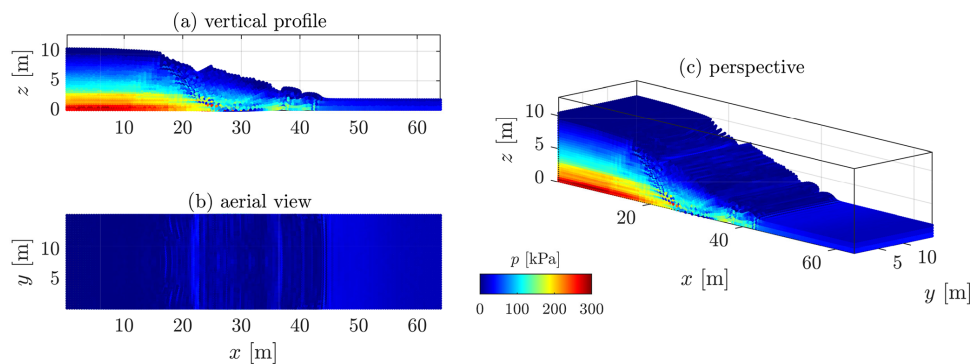 (a) vertical profile
z [m]
10
5
0
10 20 30 40 50 60
(b) aerial view
y [m]
10
5
10 20 30 40 50 60
x [m]
(c) perspective
z [m]
10
5
0
20
40
60
x [m]
5
10
y [m]
p [kPa]
0 100 200 300